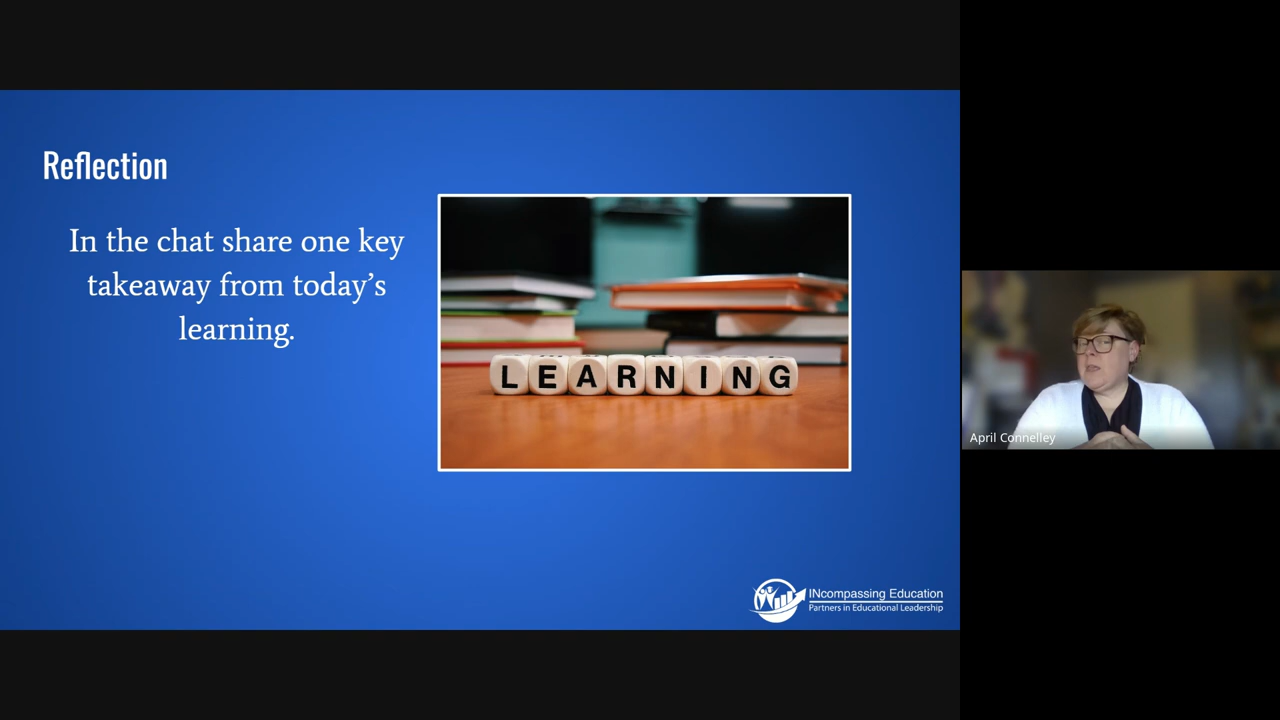 Reflection
In the chat share one key
takeaway from today’s
learning.
LEARNING
INcompassing Education
Partners in Educational Leadership
April Connelley